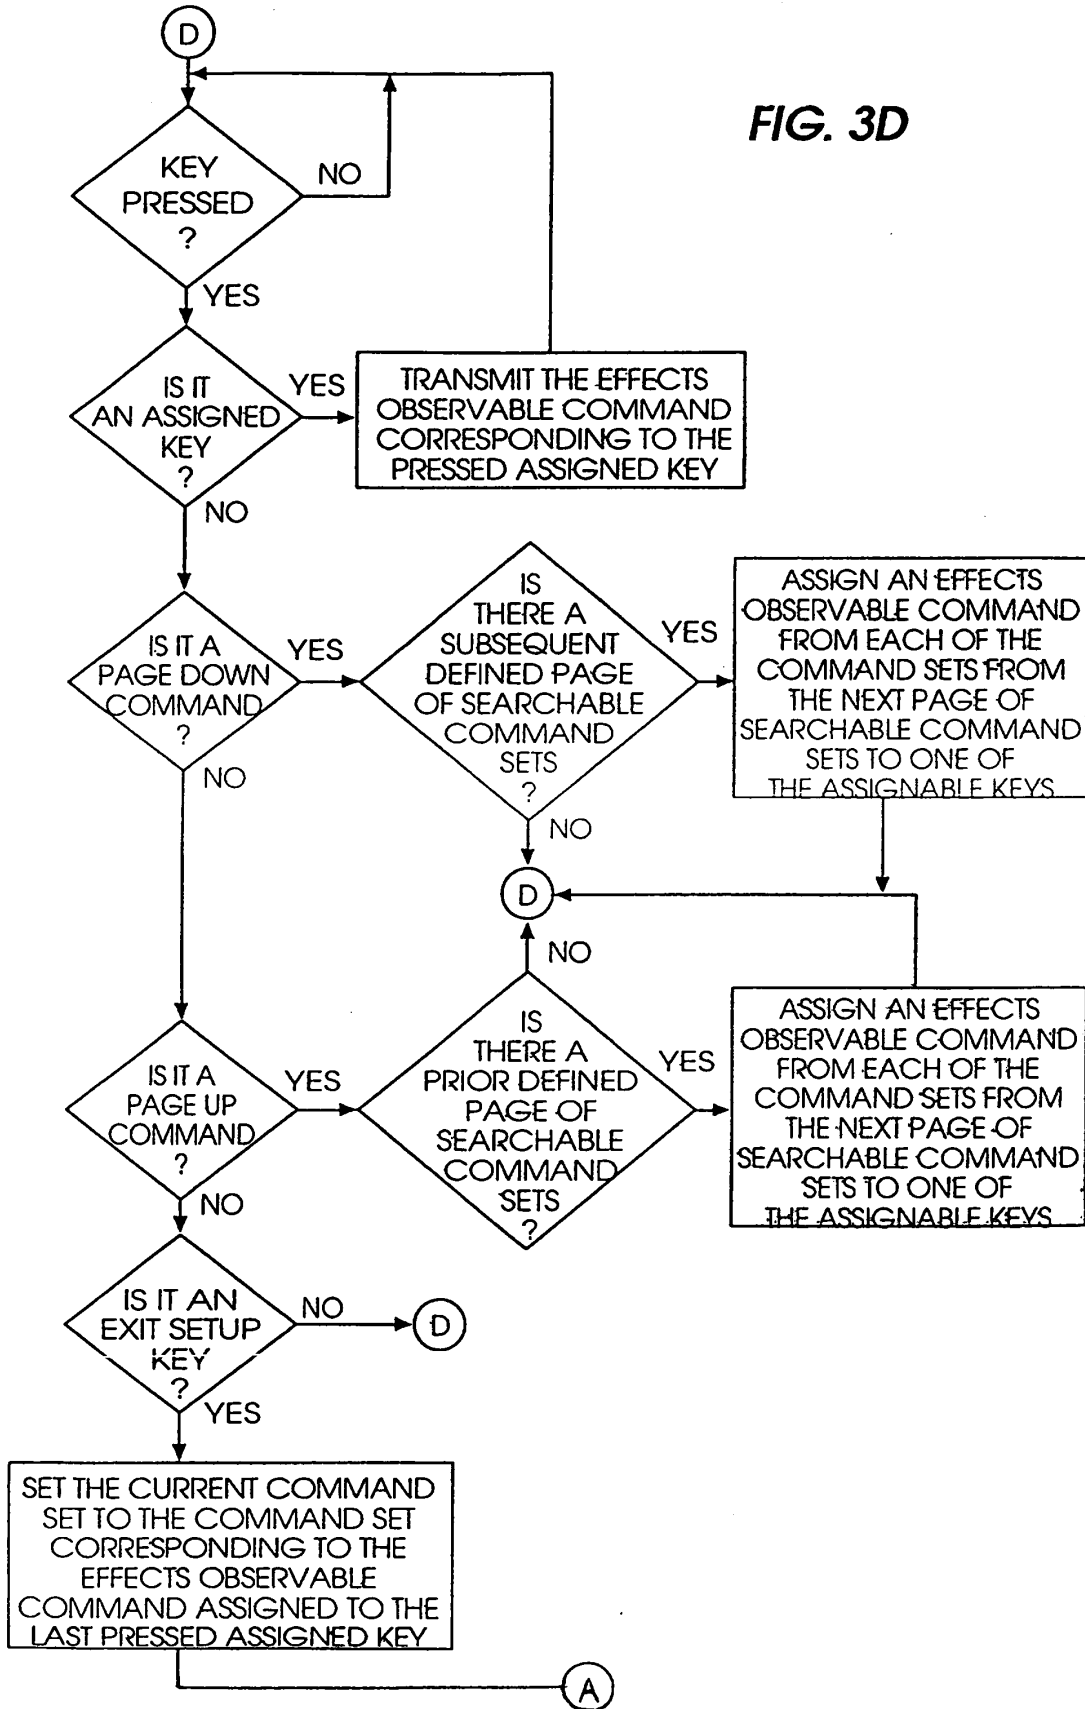 D
FIG. 3D
KEY
PRESSED
?
NO
YES
IS IT
AN ASSIGNED
KEY
?
YES
NO
TRANSMIT THE EFFECTS
OBSERVABLE COMMAND
CORRESPONDING TO THE
PRESSED ASSIGNED KEY
IS IT A
PAGE DOWN
COMMAND
?
YES
NO
IS
THERE A
SUBSEQUENT
DEFINED PAGE
OF SEARCHABLE
COMMAND
SETS
?
YES
NO
ASSIGN AN EFFECTS
OBSERVABLE COMMAND
FROM EACH OF THE
COMMAND SETS FROM
THE NEXT PAGE OF
SEARCHABLE COMMAND
SETS TO ONE OF
THE ASSIGNABLE KEYS
D
NO
IS IT A
PAGE UP
COMMAND
?
YES
NO
IS
THERE A
PRIOR DEFINED
PAGE OF
SEARCHABLE
COMMAND
SETS
?
YES
ASSIGN AN EFFECTS
OBSERVABLE COMMAND
FROM EACH OF THE
COMMAND SETS FROM
THE NEXT PAGE OF
SEARCHABLE COMMAND
SETS TO ONE OF
THE ASSIGNABLE KEYS
IS IT AN
EXIT SETUP
KEY
?
NO
D
YES
SET THE CURRENT COMMAND
SET TO THE COMMAND SET
CORRESPONDING TO THE
EFFECTS OBSERVABLE
COMMAND ASSIGNED TO THE
LAST PRESSED ASSIGNED KEY
A